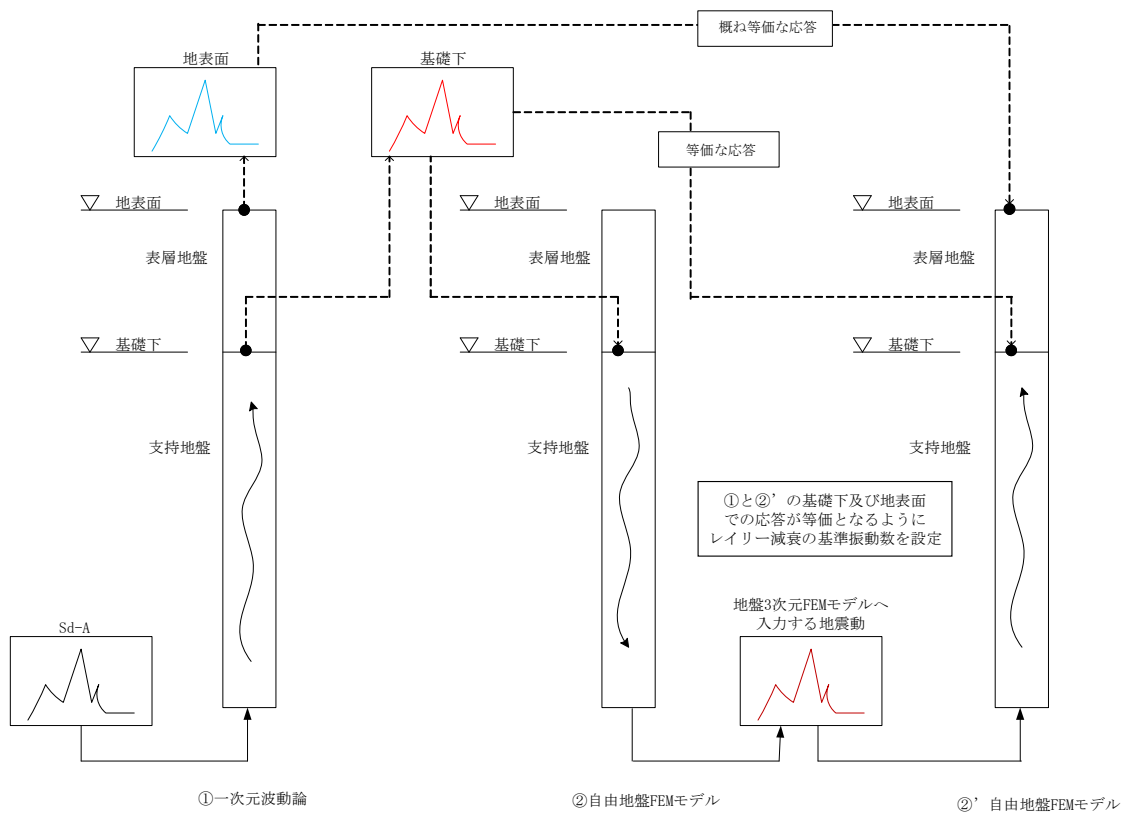 概ね等価な応答
地表面
基礎下
等価な応答
地表面
地表面
地表面
表層地盤
表層地盤
表層地盤
基礎下
基礎下
基礎下
支持地盤
支持地盤
支持地盤
①と②’の基礎下及び地表面
での応答が等価となるように
レイリー減衰の基準振動数を設定
Sd-A
地盤3次元FEMモデルへ
入力する地震動
①一次元波動論
②自由地盤FEMモデル
②’自由地盤FEMモデル